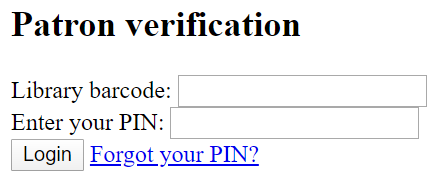 Patron verification
Library barcode:
Enter your PIN:
Login Forgot your PIN?